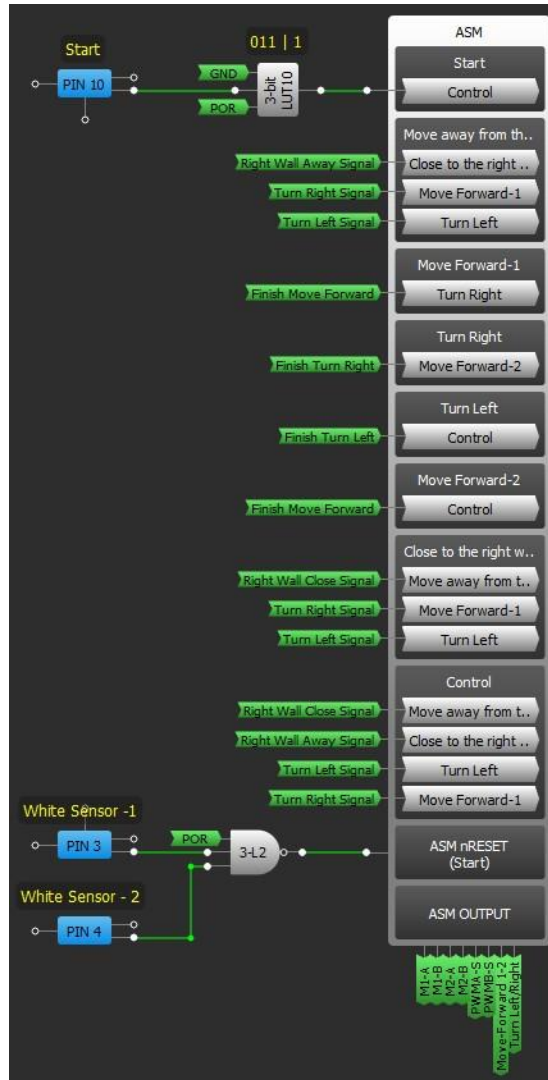 ASM
Start
011 | 1
Start
GND
PIN 10
3-bit
LUT10
Control
POR
Move away from th..
Right Wall Away Signal
Close to the right ..
Turn Right Signal
Move Forward-1
Turn Left Signal
Turn Left
Move Forward-1
Finish Move Forward
Turn Right
Turn Right
Finish Turn Right
Move Forward-2
Turn Left
Finish Turn Left
Control
Move Forward-2
Finish Move Forward
Control
Close to the right w..
Right Wall Close Signal
Move away from t..
Turn Right Signal
Move Forward-1
Turn Left Signal
Turn Left
Control
Right Wall Close Signal
Move away from t..
Right Wall Away Signal
Close to the right ..
Turn Left Signal
Turn Left
Turn Right Signal
Move Forward-1
White Sensor -1
POR
PIN 3
3-L2
ASM nRESET
(Start)
White Sensor - 2
PIN 4
ASM OUTPUT
M1-A
M1-B
M2-A
M2-B
PWMA-S
PWMB-S
Move-Forward 1-2
Turn Left/Right